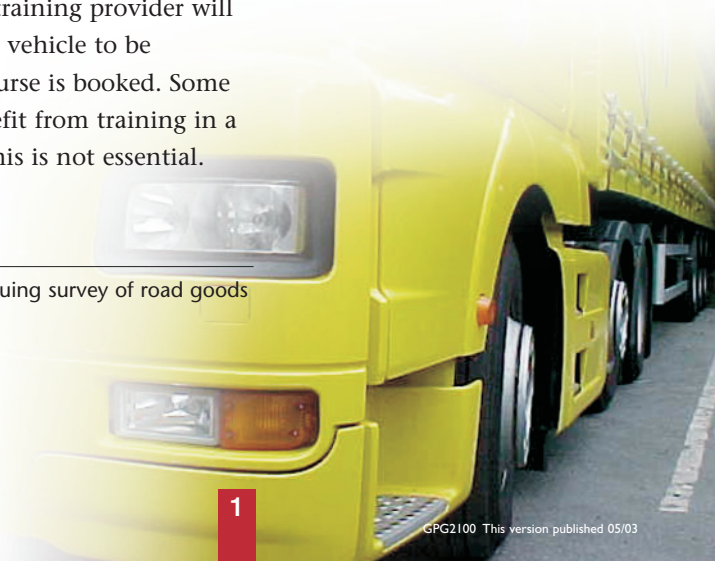 training provider will
vehicle to be
urse is booked. Some
efit from training in a
his is not essential.
uing survey of road goods
1
GPG2100 This version published 05/03